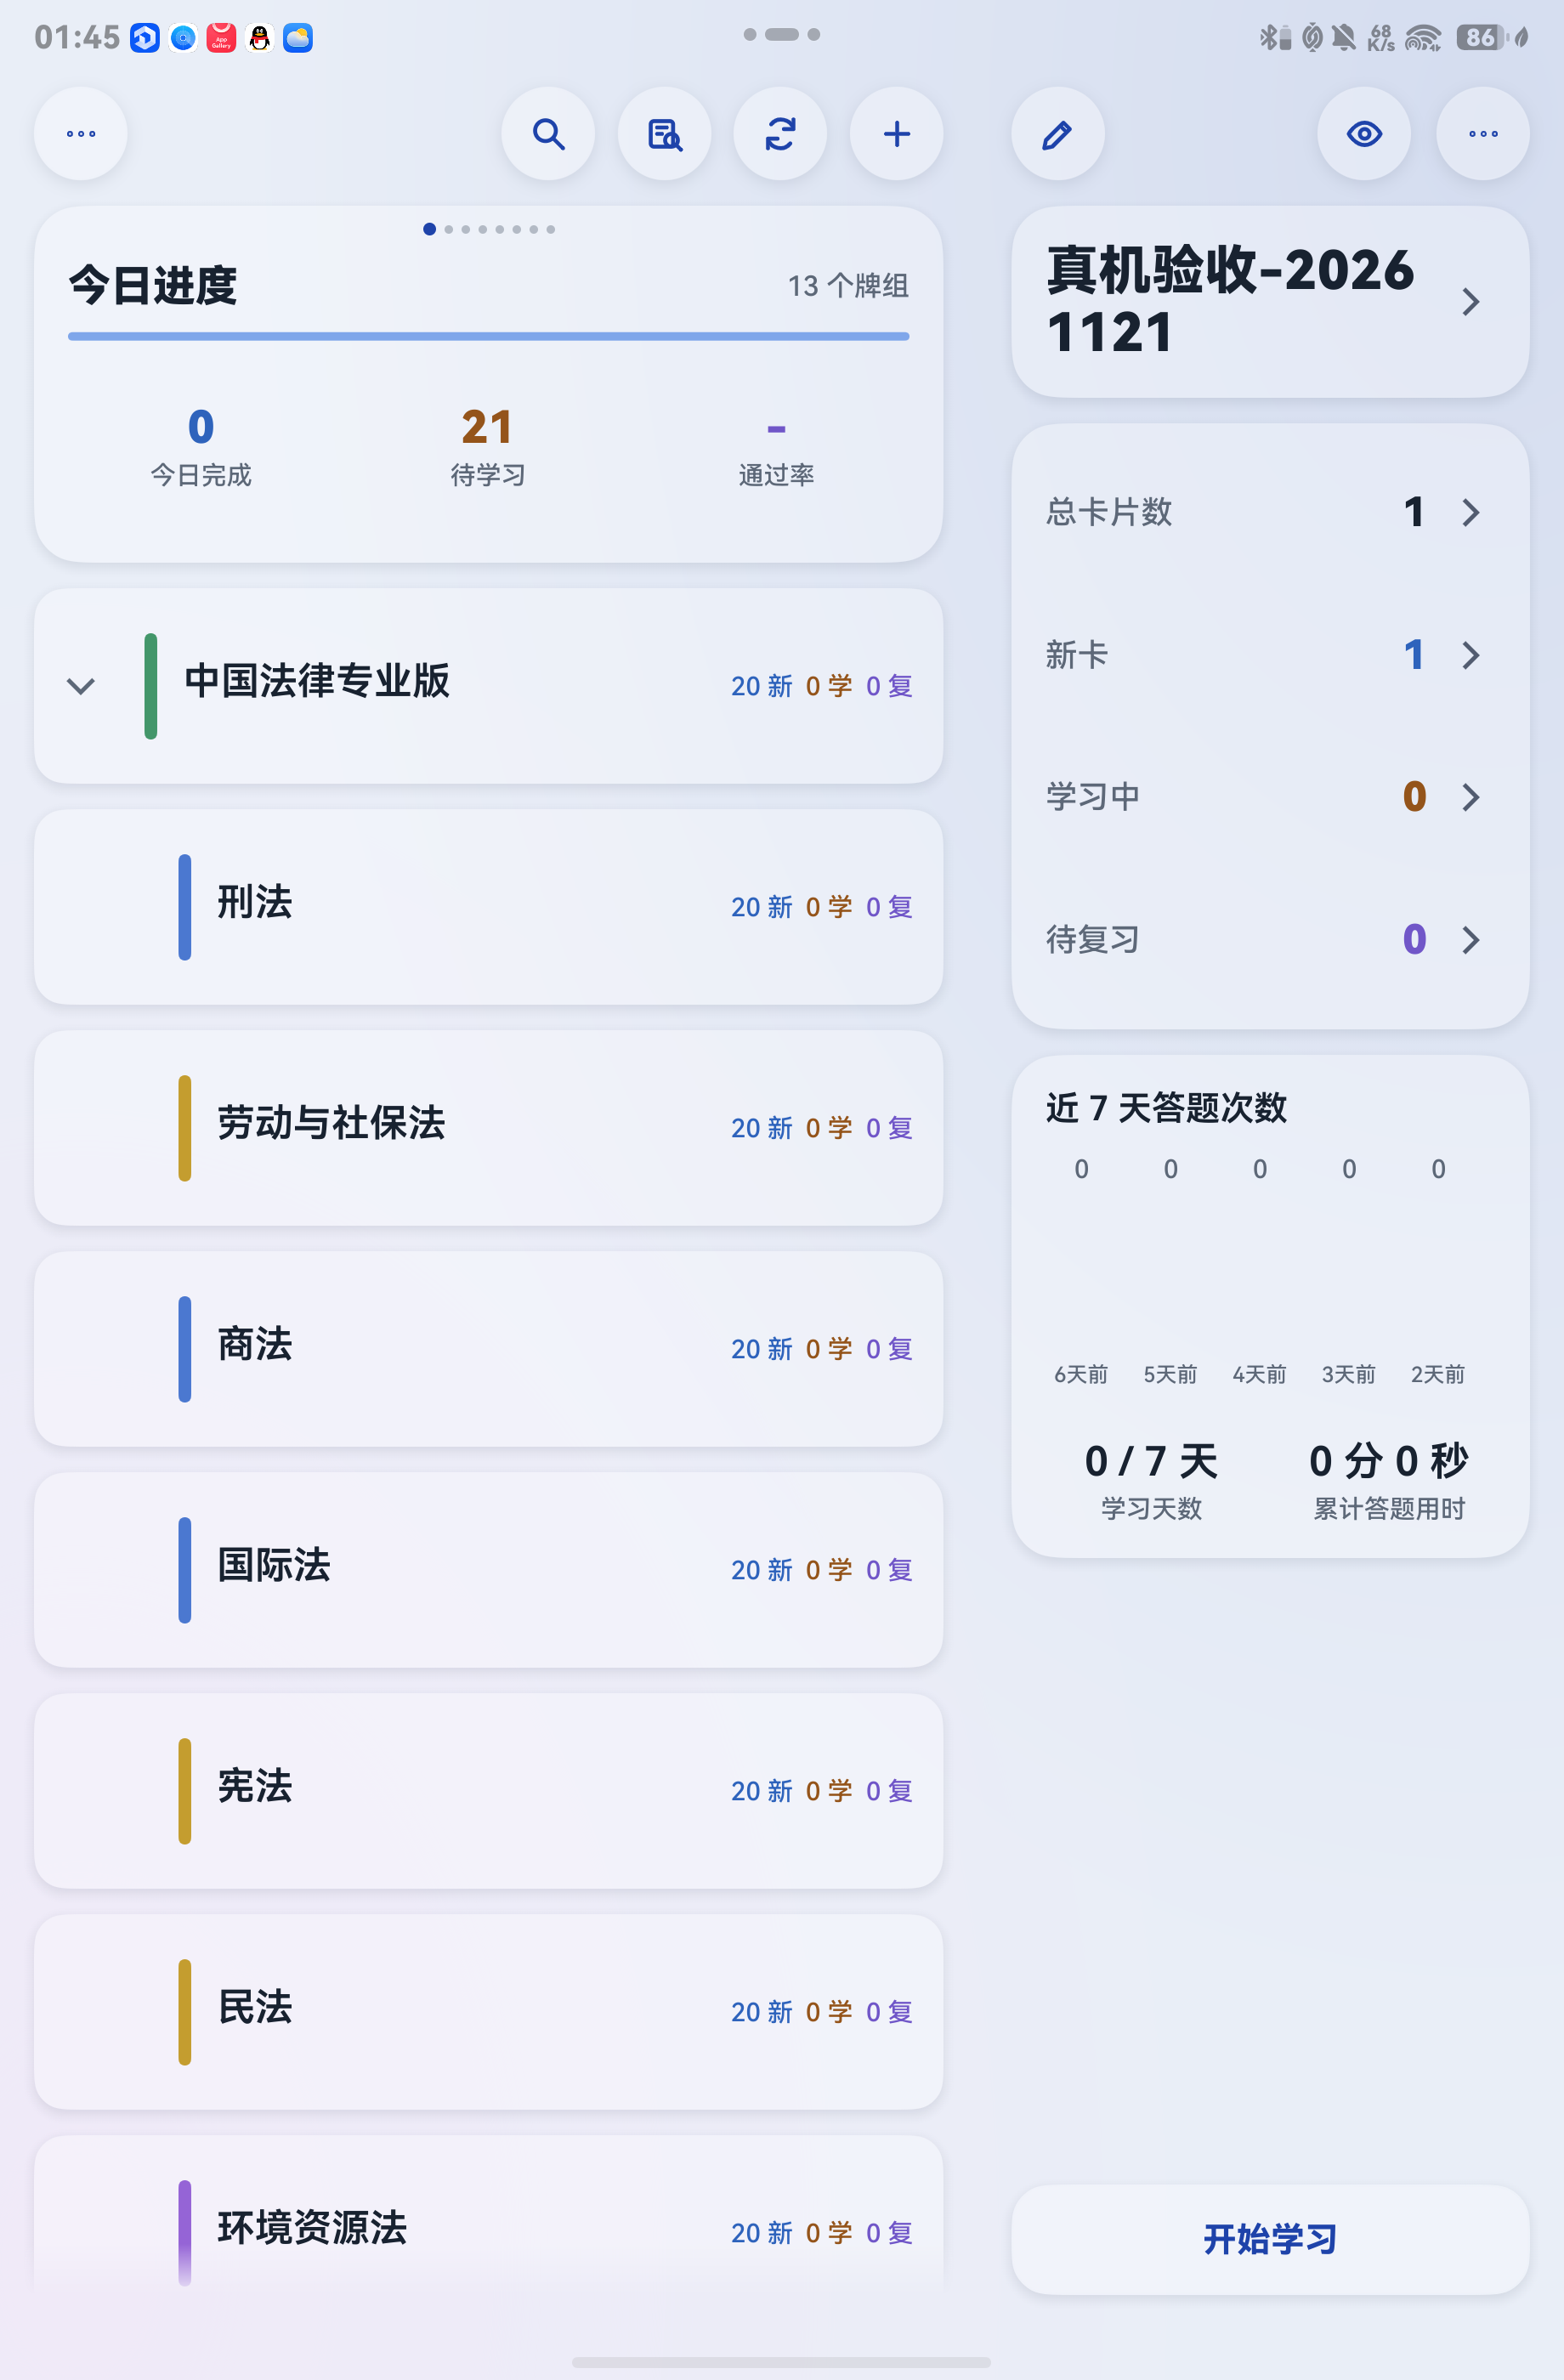 01:45
App
Gallery
68
K/s
86
今日进度
13 个牌组
0
21
-
今日完成
待学习
通过率
中国法律专业版
20 新 0 学 0 复
刑法
20 新 0 学 0 复
劳动与社保法
20 新 0 学 0 复
商法
20 新 0 学 0 复
国际法
20 新 0 学 0 复
宪法
20 新 0 学 0 复
民法
20 新 0 学 0 复
环境资源法
20 新 0 学 0 复
真机验收-2026
1121
总卡片数 1
新卡 1
学习中 0
待复习 0
近 7 天答题次数
0 0 0 0 0
6天前 5天前 4天前 3天前 2天前
0 / 7 天
学习天数
0 分 0 秒
累计答题用时
开始学习